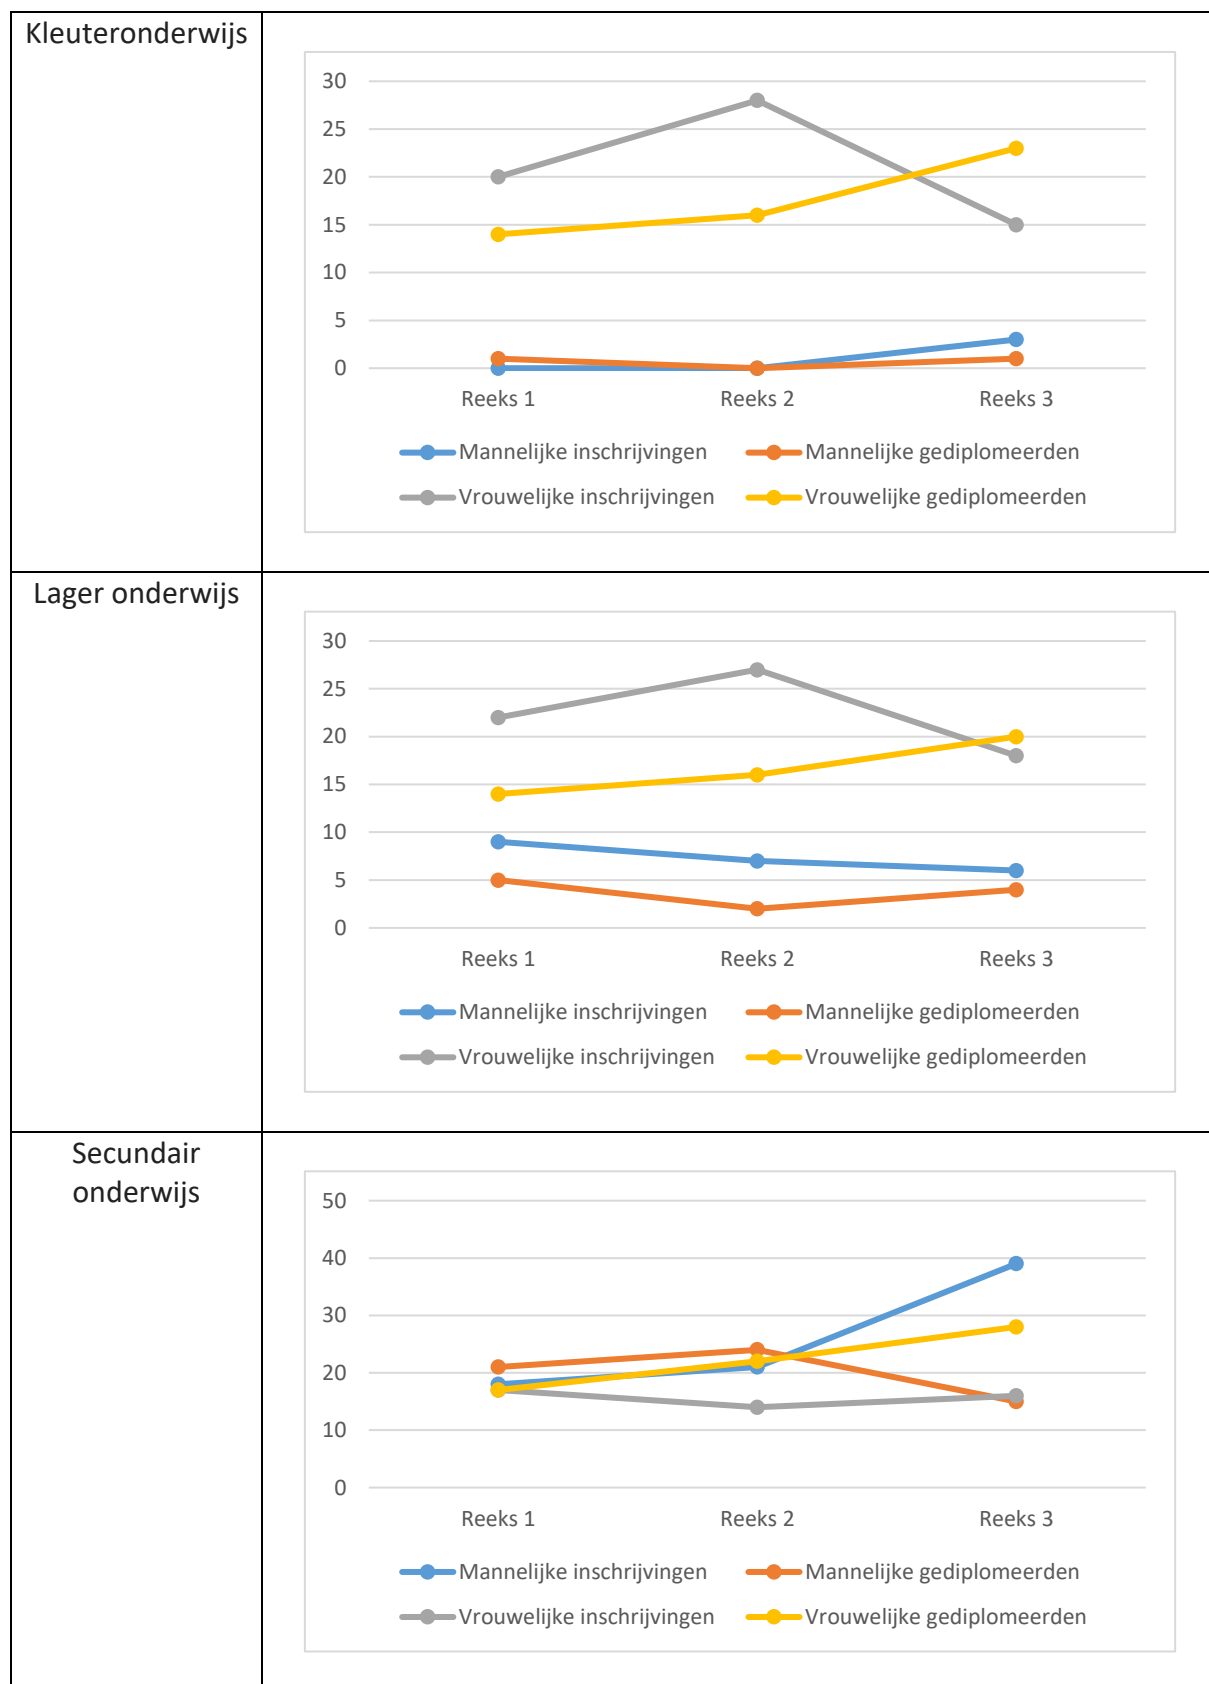 Kleuteronderwijs
30
25
20
15
10
5
0
Reeks 1 Reeks 2 Reeks 3
Mannelijke inschrijvingen Mannelijke gediplomeerden
Vrouwelijke inschrijvingen Vrouwelijke gediplomeerden
Lager onderwijs
30
25
20
15
10
5
0
Reeks 1 Reeks 2 Reeks 3
Mannelijke inschrijvingen Mannelijke gediplomeerden
Vrouwelijke inschrijvingen Vrouwelijke gediplomeerden
Secundair
onderwijs
50
40
30
20
10
0
Reeks 1 Reeks 2 Reeks 3
Mannelijke inschrijvingen Mannelijke gediplomeerden
Vrouwelijke inschrijvingen Vrouwelijke gediplomeerden